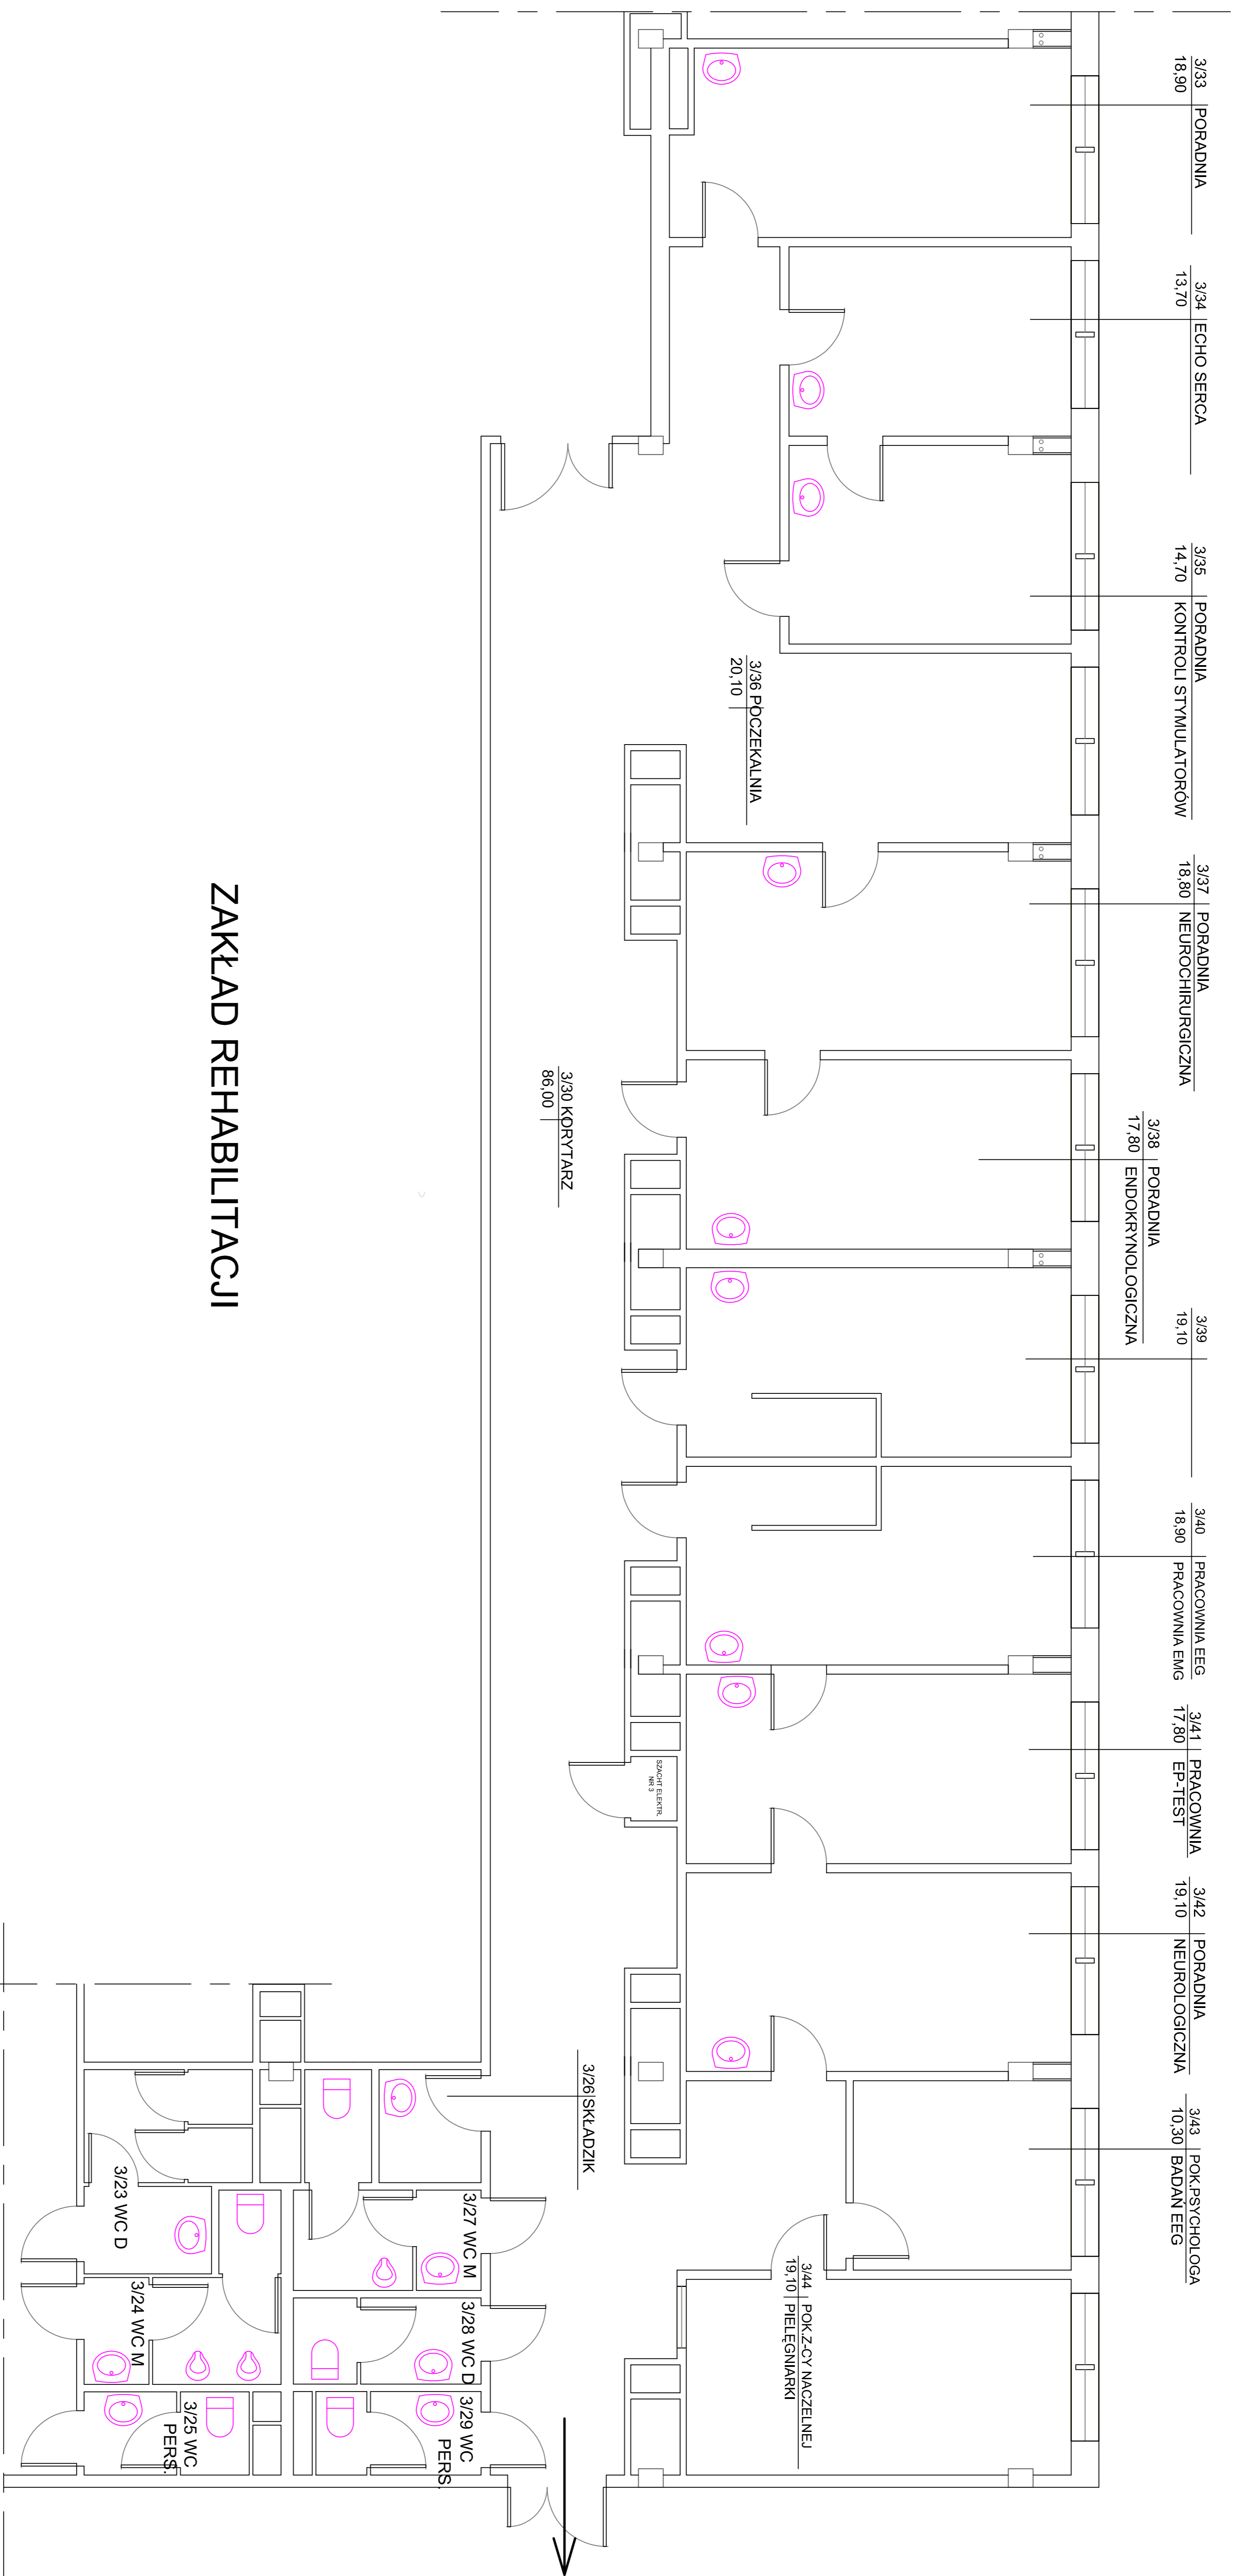 3/33 PORADNIA
18,90
3/34 ECHO SERCA
13,70
3/35 PORADNIA
14,70 KONTROLI STYMULATORÓW
3/36 POCZEKALNIA
20,10
3/37 PORADNIA
18,80 NEUROCHIRURGICZNA
3/38 PORADNIA
17,80 ENDOKRYNOLOGICZNA
3/30 KORYTARZ
86,00
ZAKŁAD REHABILITACJI
3/39
19,10
3/40 PRACOWNIA EEG
18,90 PRACOWNIA EMG
3/41 PRACOWNIA
17,80 EP-TEST
SZACHT ELEKTR.
NR 3
3/42 PORADNIA
19,10 NEUROLOGICZNA
3/43 POK.PSYCHOLOGA
10,30 BADAŃ EEG
3/44 POK.Z-CY NACZELNEJ
19,10 PIELĘGNIARKI
3/26 SKŁADZIK
3/27 WC M
3/28 WC D
3/29 WC
PERS.
3/23 WC D
3/24 WC M
3/25 WC
PERS.